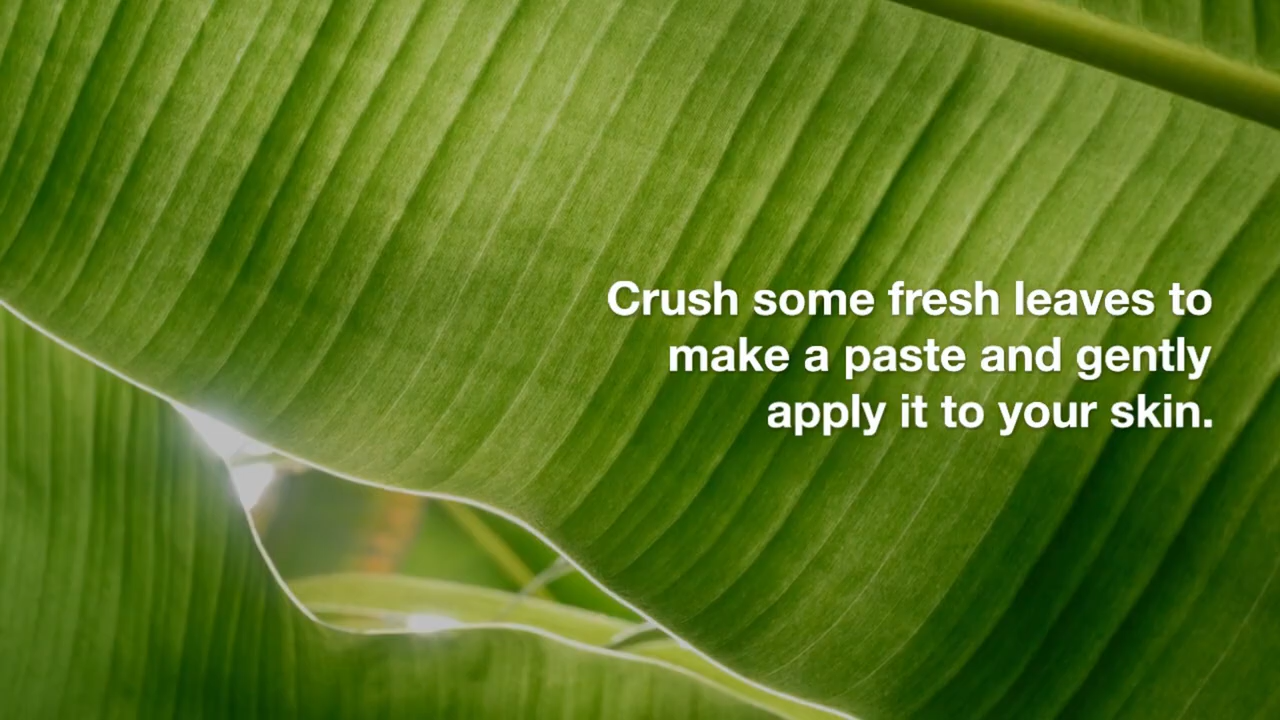 Crush some fresh leaves to
make a paste and gently
apply it to your skin.